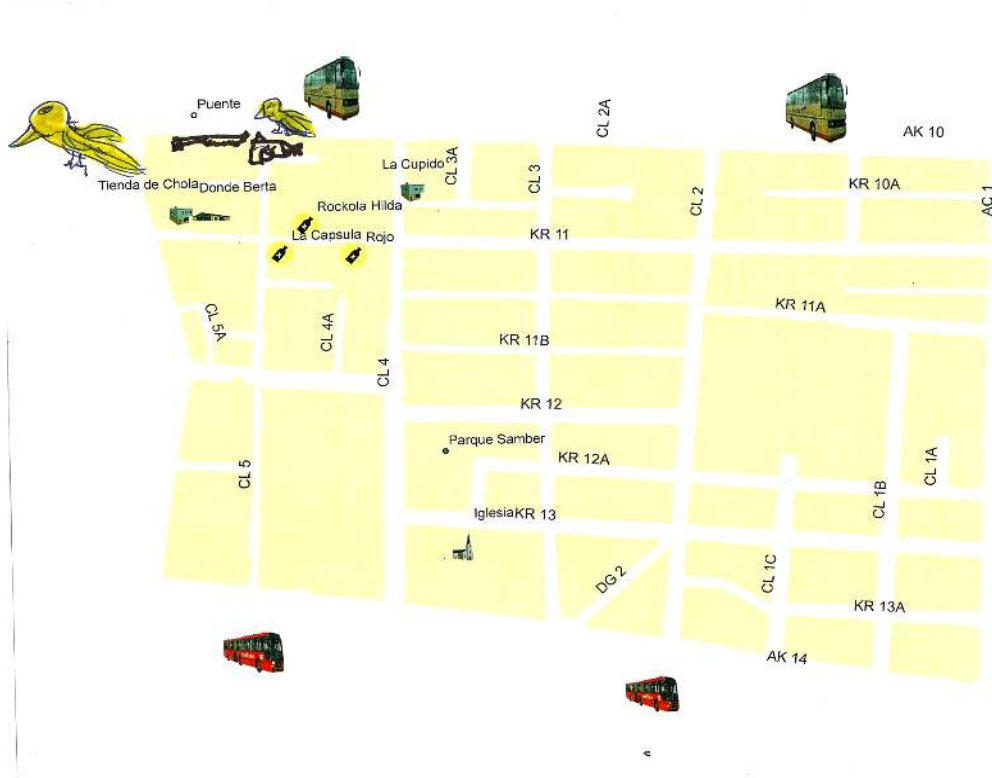 Puente
CL 2A
AK 10
La Cupido
CL 3A
CL 3
Tienda de Chola
Donde Berta
KR 10A
CL 2
AC 1
Rockola Hilda
La Capsula
Rojo
KR 11
KR 11A
CL 5A
CL 4A
KR 11B
CL 4
KR 12
Parque Samber
KR 12A
CL 5
CL 1A
CL 1B
Iglesia
KR 13
DG 2
CL 1C
KR 13A
AK 14